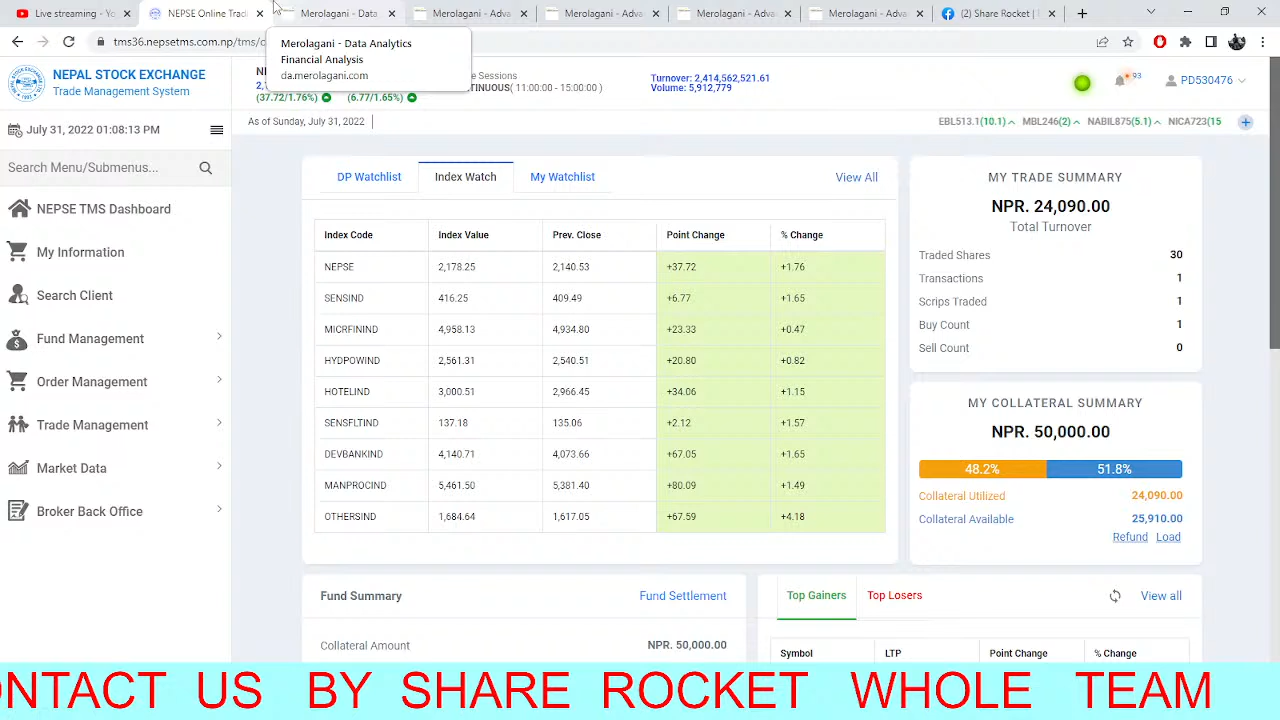 Live streaming - Yo
NEPSE Online Tradi
Merolagani - Data
Merolagani - Adva
Merolagani - Adva
Merolagani - Adva
Merolagani - Adva
(2) Share Rocket | L
tms36.nepsetms.com.np/tms/
Merolagani - Data Analytics
Financial Analysis
da.merolagani.com
NEPAL STOCK EXCHANGE
Trade Management System
(37.72/1.76%)
(6.77/1.65%)
Sessions
TINUOUS( 11:00:00 - 15:00:00 )
Turnover: 2,414,562,521.61
Volume: 5,912,779
93
PD530476
July 31, 2022 01:08:13 PM
As of Sunday, July 31, 2022
EBL513.1(10.1) MBL246(2) NABIL875(5.1) NICA723(15
Search Menu/Submenus...
NEPSE TMS Dashboard
My Information
Search Client
Fund Management
Order Management
Trade Management
Market Data
Broker Back Office
DP Watchlist Index Watch My Watchlist View All
Index Code Index Value Prev. Close Point Change % Change
NEPSE 2,178.25 2,140.53 +37.72 +1.76
SENSIND 416.25 409.49 +6.77 +1.65
MICRFININD 4,958.13 4,934.80 +23.33 +0.47
HYDPOWIND 2,561.31 2,540.51 +20.80 +0.82
HOTELIND 3,000.51 2,966.45 +34.06 +1.15
SENSFLTIND 137.18 135.06 +2.12 +1.57
DEVBANKIND 4,140.71 4,073.66 +67.05 +1.65
MANPROCIND 5,461.50 5,381.40 +80.09 +1.49
OTHERSIND 1,684.64 1,617.05 +67.59 +4.18
MY TRADE SUMMARY
NPR. 24,090.00
Total Turnover
Traded Shares 30
Transactions 1
Scrips Traded 1
Buy Count 1
Sell Count 0
MY COLLATERAL SUMMARY
NPR. 50,000.00
48.2% 51.8%
Collateral Utilized 24,090.00
Collateral Available 25,910.00
Refund Load
Fund Summary Fund Settlement
Collateral Amount NPR. 50,000.00
Top Gainers Top Losers View all
Symbol LTP Point Change % Change
ONTACT US BY SHARE ROCKET WHOLE TEAM